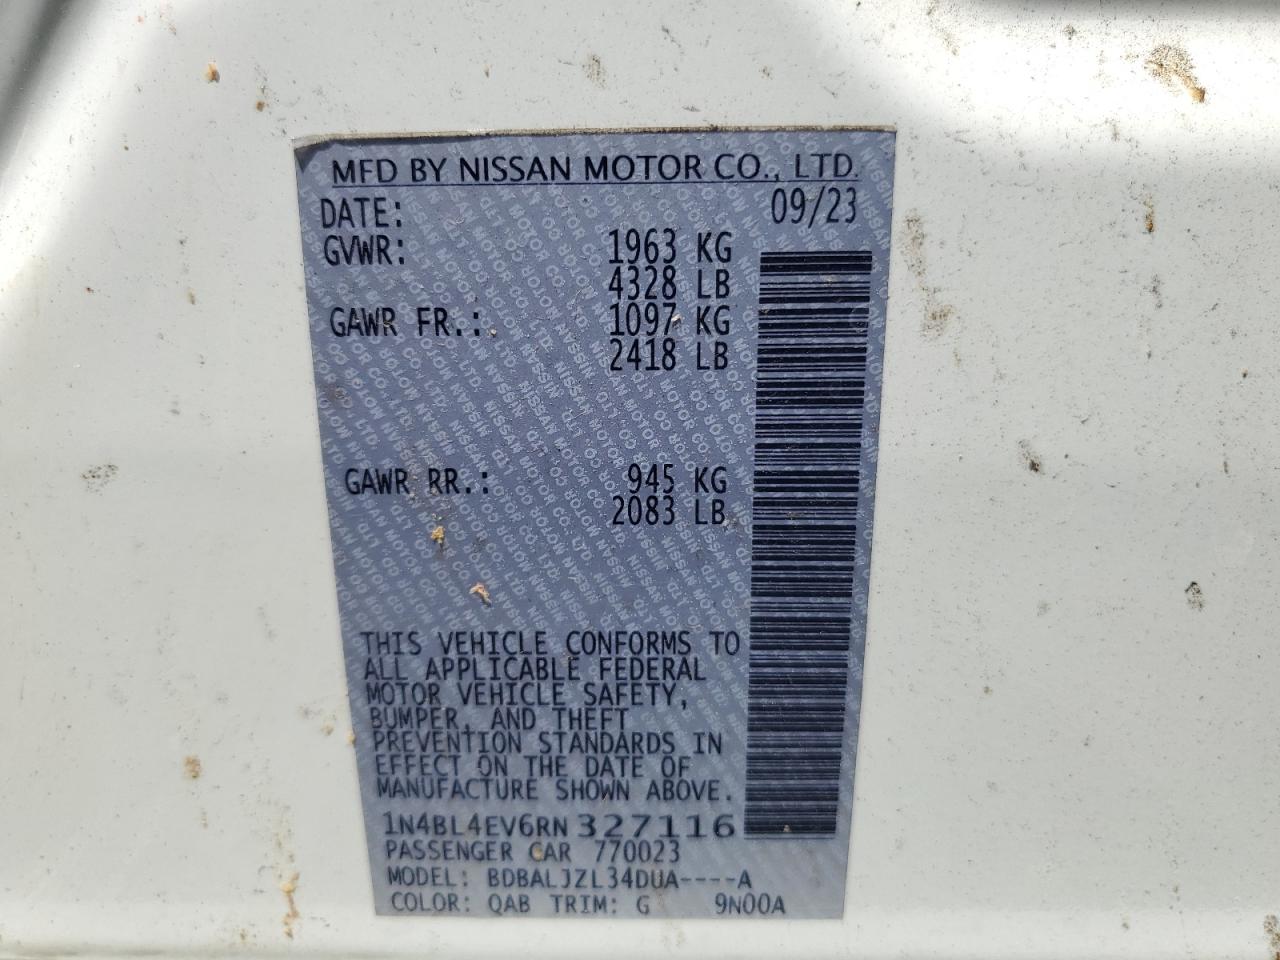 MFD BY NISSAN MOTOR CO., LTD.
DATE: 09/23
GVWR: 1963 KG
4328 LB
GAWR FR.: 1097 KG
2418 LB
GAWR RR.: 945 KG
2083 LB
THIS VEHICLE CONFORMS TO
ALL APPLICABLE FEDERAL
MOTOR VEHICLE SAFETY,
BUMPER, AND THEFT
PREVENTION STANDARDS IN
EFFECT ON THE DATE OF
MANUFACTURE SHOWN ABOVE.
1N4BL4EV6RN327116
PASSENGER CAR 770023
MODEL: BDBALJZL34DUA----A
COLOR: QAB TRIM: G 9N00A